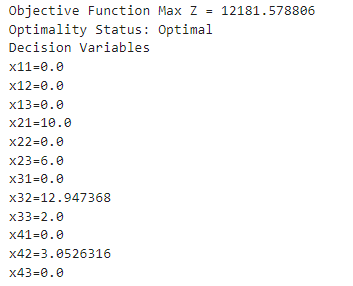 Objective Function Max Z = 12181.578806
Optimality Status: Optimal
Decision Variables
x11=0.0
x12=0.0
x13=0.0
x21=10.0
x22=0.0
x23=6.0
x31=0.0
x32=12.947368
x33=2.0
x41=0.0
x42=3.0526316
x43=0.0